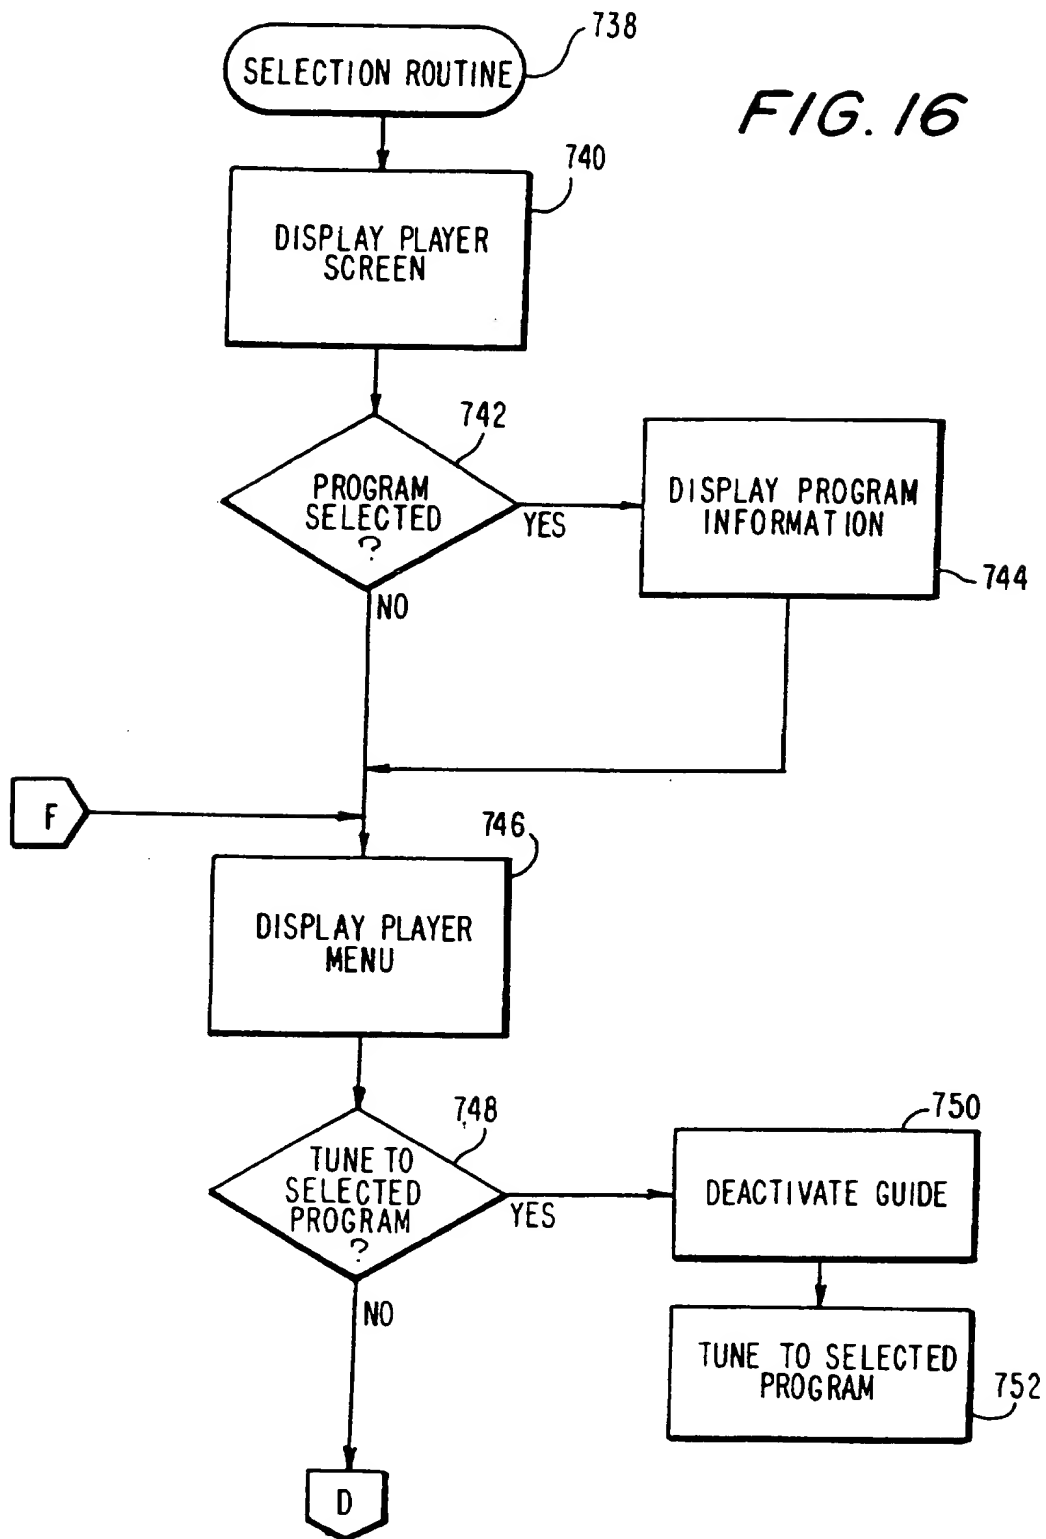 738
SELECTION ROUTINE
FIG. 16
740
DISPLAY PLAYER
SCREEN
742
PROGRAM
SELECTED
?
YES
DISPLAY PROGRAM
INFORMATION
744
NO
F
746
DISPLAY PLAYER
MENU
748
TUNE TO
SELECTED
PROGRAM
?
YES
750
DEACTIVATE GUIDE
NO
TUNE TO SELECTED
PROGRAM
752
D